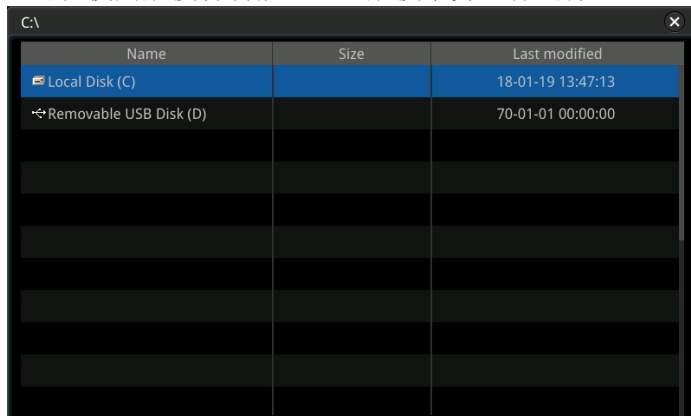 C:\
Name Size Last modified
Local Disk (C) 18-01-19 13:47:13
Removable USB Disk (D) 70-01-01 00:00:00